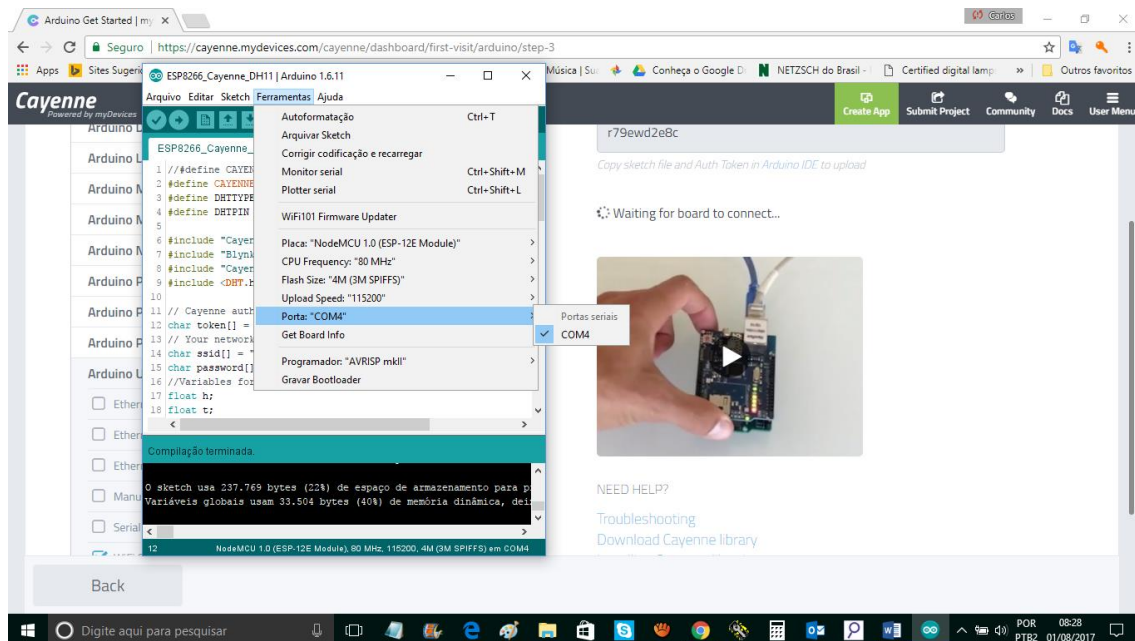 Arduino Get Started | my
Carlos
Seguro | https://cayenne.mydevices.com/cayenne/dashboard/first-visit/arduino/step-3
Apps
Sites Sugeri
Música | Su
Conheça o Google D
NETZSCH do Brasil -
Certified digital lamp
»
Outros favoritos
ESP8266_Cayenne_DH11 | Arduino 1.6.11
Arquivo Editar Sketch Ferramentas Ajuda
Cayenne
Powered by myDevices
Create App
Submit Project
Community
Docs
User Menu
Arduino L
Arduino M
Arduino M
Arduino N
Arduino P
Arduino P
Arduino P
Arduino U
Ether
Ether
Ether
Manu
Serial
Back
ESP8266_Cayenne_
1 //#define CAYEN
2 #define CAYENNE
3 #define DHTTYPE
4 #define DHTPIN
5
6 #include "Cayer
7 #include "Blynk
8 #include "Cayer
9 #include <DHT.h
10
11 // Cayenne auth
12 char token[] =
13 // Your network
14 char ssid[] = "
15 char password[]
16 //Variables for
17 float h;
18 float t;
Autoformatação Ctrl+T
Arquivar Sketch
Corrigir codificação e recarregar
Monitor serial Ctrl+Shift+M
Plotter serial Ctrl+Shift+L
WiFi101 Firmware Updater
Placa: "NodeMCU 1.0 (ESP-12E Module)"
CPU Frequency: "80 MHz"
Flash Size: "4M (3M SPIFFS)"
Upload Speed: "115200"
Porta: "COM4"
Get Board Info
Programador: "AVRISP mkII"
Gravar Bootloader
Portas seriais
COM4
Compilação terminada.
O sketch usa 237.769 bytes (22%) de espaço de armazenamento para p
Variáveis globais usam 33.504 bytes (40%) de memória dinâmica, dei
12 NodeMCU 1.0 (ESP-12E Module), 80 MHz, 115200, 4M (3M SPIFFS) em COM4
r79ewd2e8c
Copy sketch file and Auth Token in Arduino IDE to upload
Waiting for board to connect...
NEED HELP?
Troubleshooting
Download Cayenne library
Digite aqui para pesquisar
POR
PTB2
08:28
01/08/2017